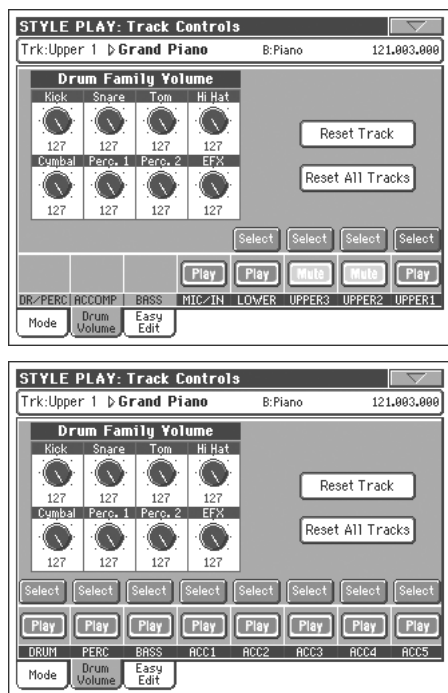 STYLE PLAY: Track Controls
Trk:Upper 1 ▷Grand Piano B:Piano 121.003.000
Drum Family Volume
Kick Snare Tom Hi Hat
127 127 127 127
Cymbal Perc. 1 Perc. 2 EFX
127 127 127 127
Reset Track
Reset All Tracks
Select Select Select Select
Play Play Mute Mute Play
DR/PERC ACCOMP BASS MIC/IN LOWER UPPER3 UPPER2 UPPER1
Mode Drum Volume Easy Edit
STYLE PLAY: Track Controls
Trk:Upper 1 ▷Grand Piano B:Piano 121.003.000
Drum Family Volume
Kick Snare Tom Hi Hat
127 127 127 127
Cymbal Perc. 1 Perc. 2 EFX
127 127 127 127
Reset Track
Reset All Tracks
Select Select Select Select Select Select Select Select
Play Play Play Play Play Play Play Play
DRUM PERC BASS ACC1 ACC2 ACC3 ACC4 ACC5
Mode Drum Volume Easy Edit